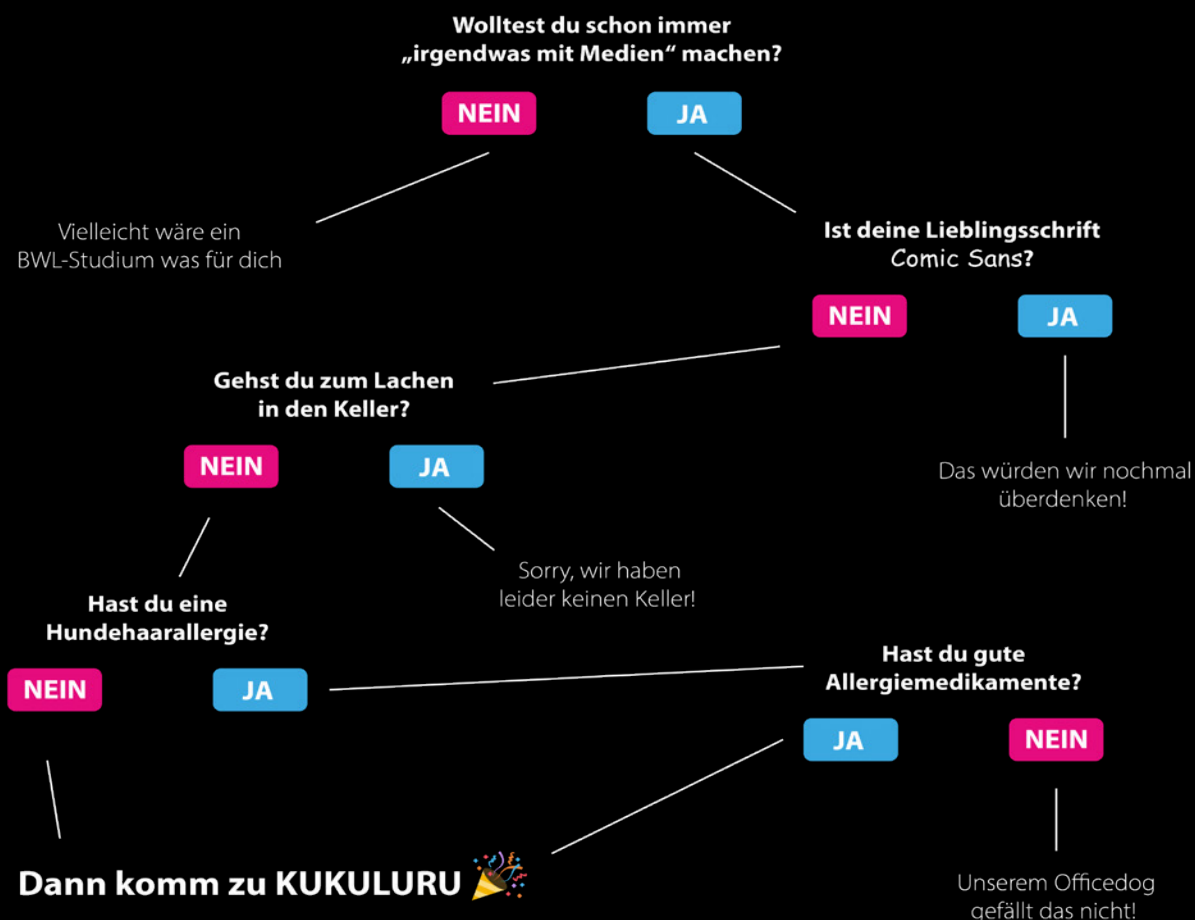 Wolltest du schon immer
„irgendwas mit Medien“ machen?
NEIN
JA
Vielleicht wäre ein
BWL-Studium was für dich
Ist deine Lieblingsschrift
Comic Sans?
NEIN
JA
Das würden wir nochmal
überdenken!
Gehst du zum Lachen
in den Keller?
NEIN
JA
Sorry, wir haben
leider keinen Keller!
Hast du eine
Hundehaarallergie?
NEIN
JA
Hast du gute
Allergiemedikamente?
JA
NEIN
Dann komm zu KUKULURU
Unserem Officedog
gefällt das nicht!